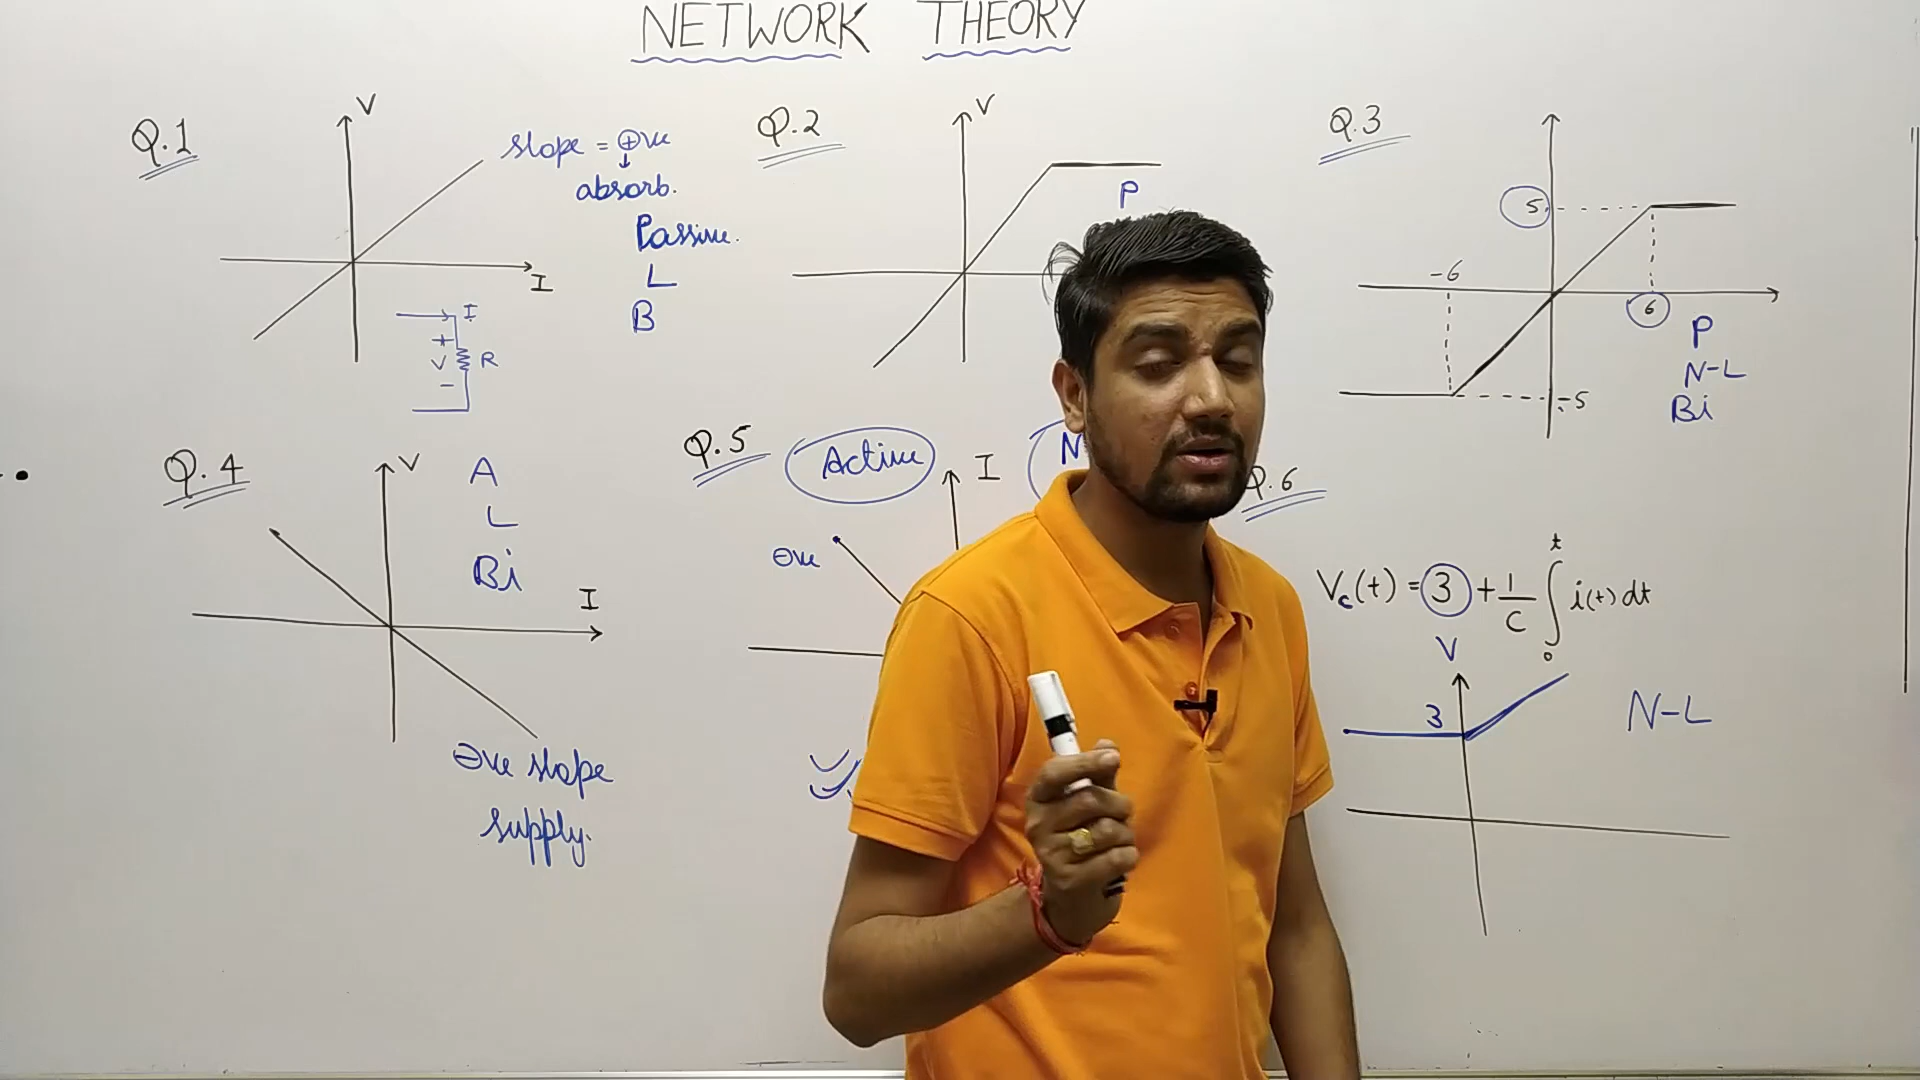 NETWORK THEORY
Q.1
V
I
slope = ⊕ve
↓
absorb.
Passive.
L
B
I
+
V
-
R
Q.2
V
P
Q.3
5
-6
6
-5
P
N-L
Bi
Q.4
V
I
A
L
Bi
⊖ve slope
supply.
Q.5
Active
I
N
⊖ve
Q.6
Vc(t) = 3 + 1/C ∫₀ᵗ i(t) dt
V
3
N-L